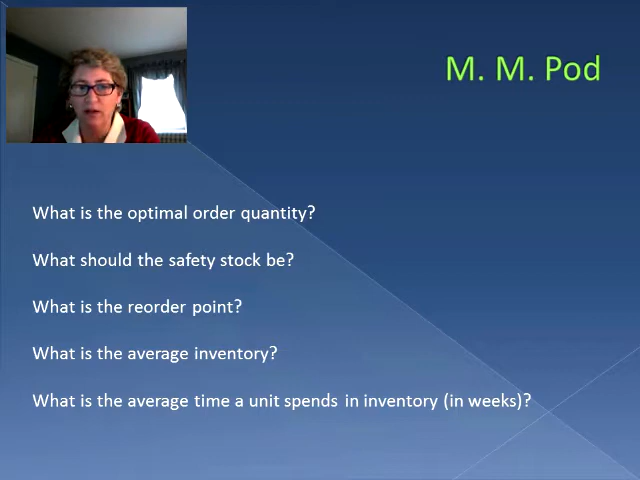 M. M. Pod
What is the optimal order quantity?
What should the safety stock be?
What is the reorder point?
What is the average inventory?
What is the average time a unit spends in inventory (in weeks)?